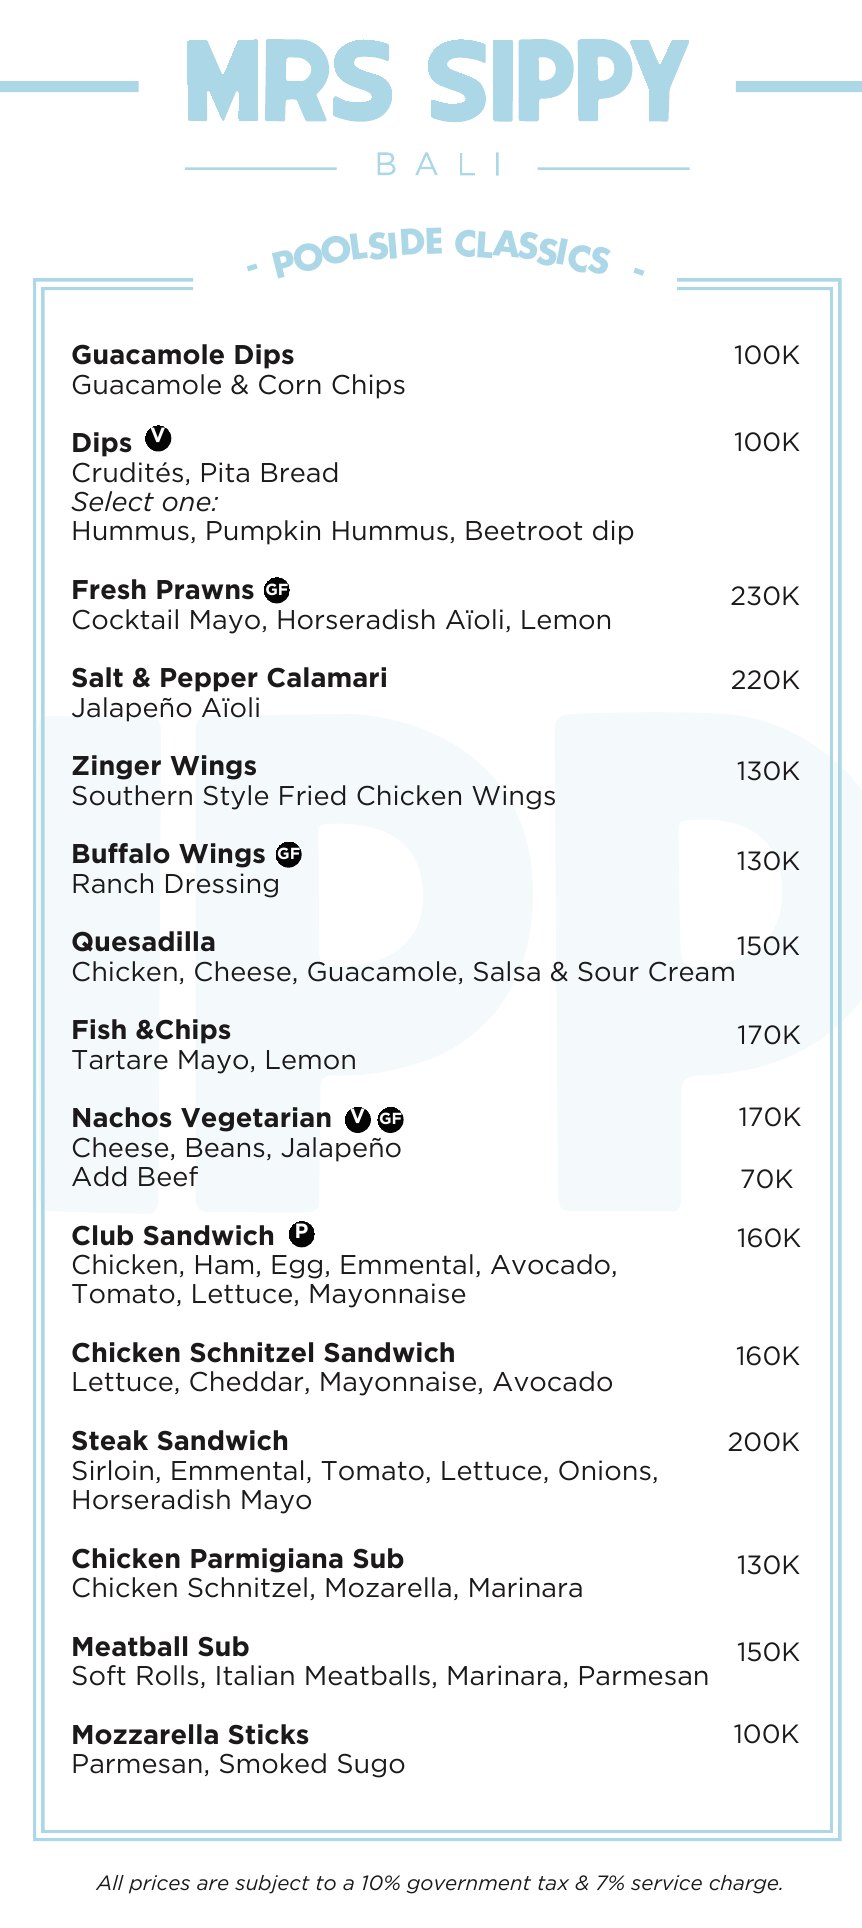 MRS SIPPY
BALI
- POOLSIDE CLASSICS -
Guacamole Dips 100K
Guacamole & Corn Chips
Dips V 100K
Crudités, Pita Bread
Select one:
Hummus, Pumpkin Hummus, Beetroot dip
Fresh Prawns GF 230K
Cocktail Mayo, Horseradish Aïoli, Lemon
Salt & Pepper Calamari 220K
Jalapeño Aïoli
Zinger Wings 130K
Southern Style Fried Chicken Wings
Buffalo Wings GF 130K
Ranch Dressing
Quesadilla 150K
Chicken, Cheese, Guacamole, Salsa & Sour Cream
Fish &Chips 170K
Tartare Mayo, Lemon
Nachos Vegetarian V GF 170K
Cheese, Beans, Jalapeño
Add Beef 70K
Club Sandwich P 160K
Chicken, Ham, Egg, Emmental, Avocado,
Tomato, Lettuce, Mayonnaise
Chicken Schnitzel Sandwich 160K
Lettuce, Cheddar, Mayonnaise, Avocado
Steak Sandwich 200K
Sirloin, Emmental, Tomato, Lettuce, Onions,
Horseradish Mayo
Chicken Parmigiana Sub 130K
Chicken Schnitzel, Mozarella, Marinara
Meatball Sub 150K
Soft Rolls, Italian Meatballs, Marinara, Parmesan
Mozzarella Sticks 100K
Parmesan, Smoked Sugo
All prices are subject to a 10% government tax & 7% service charge.